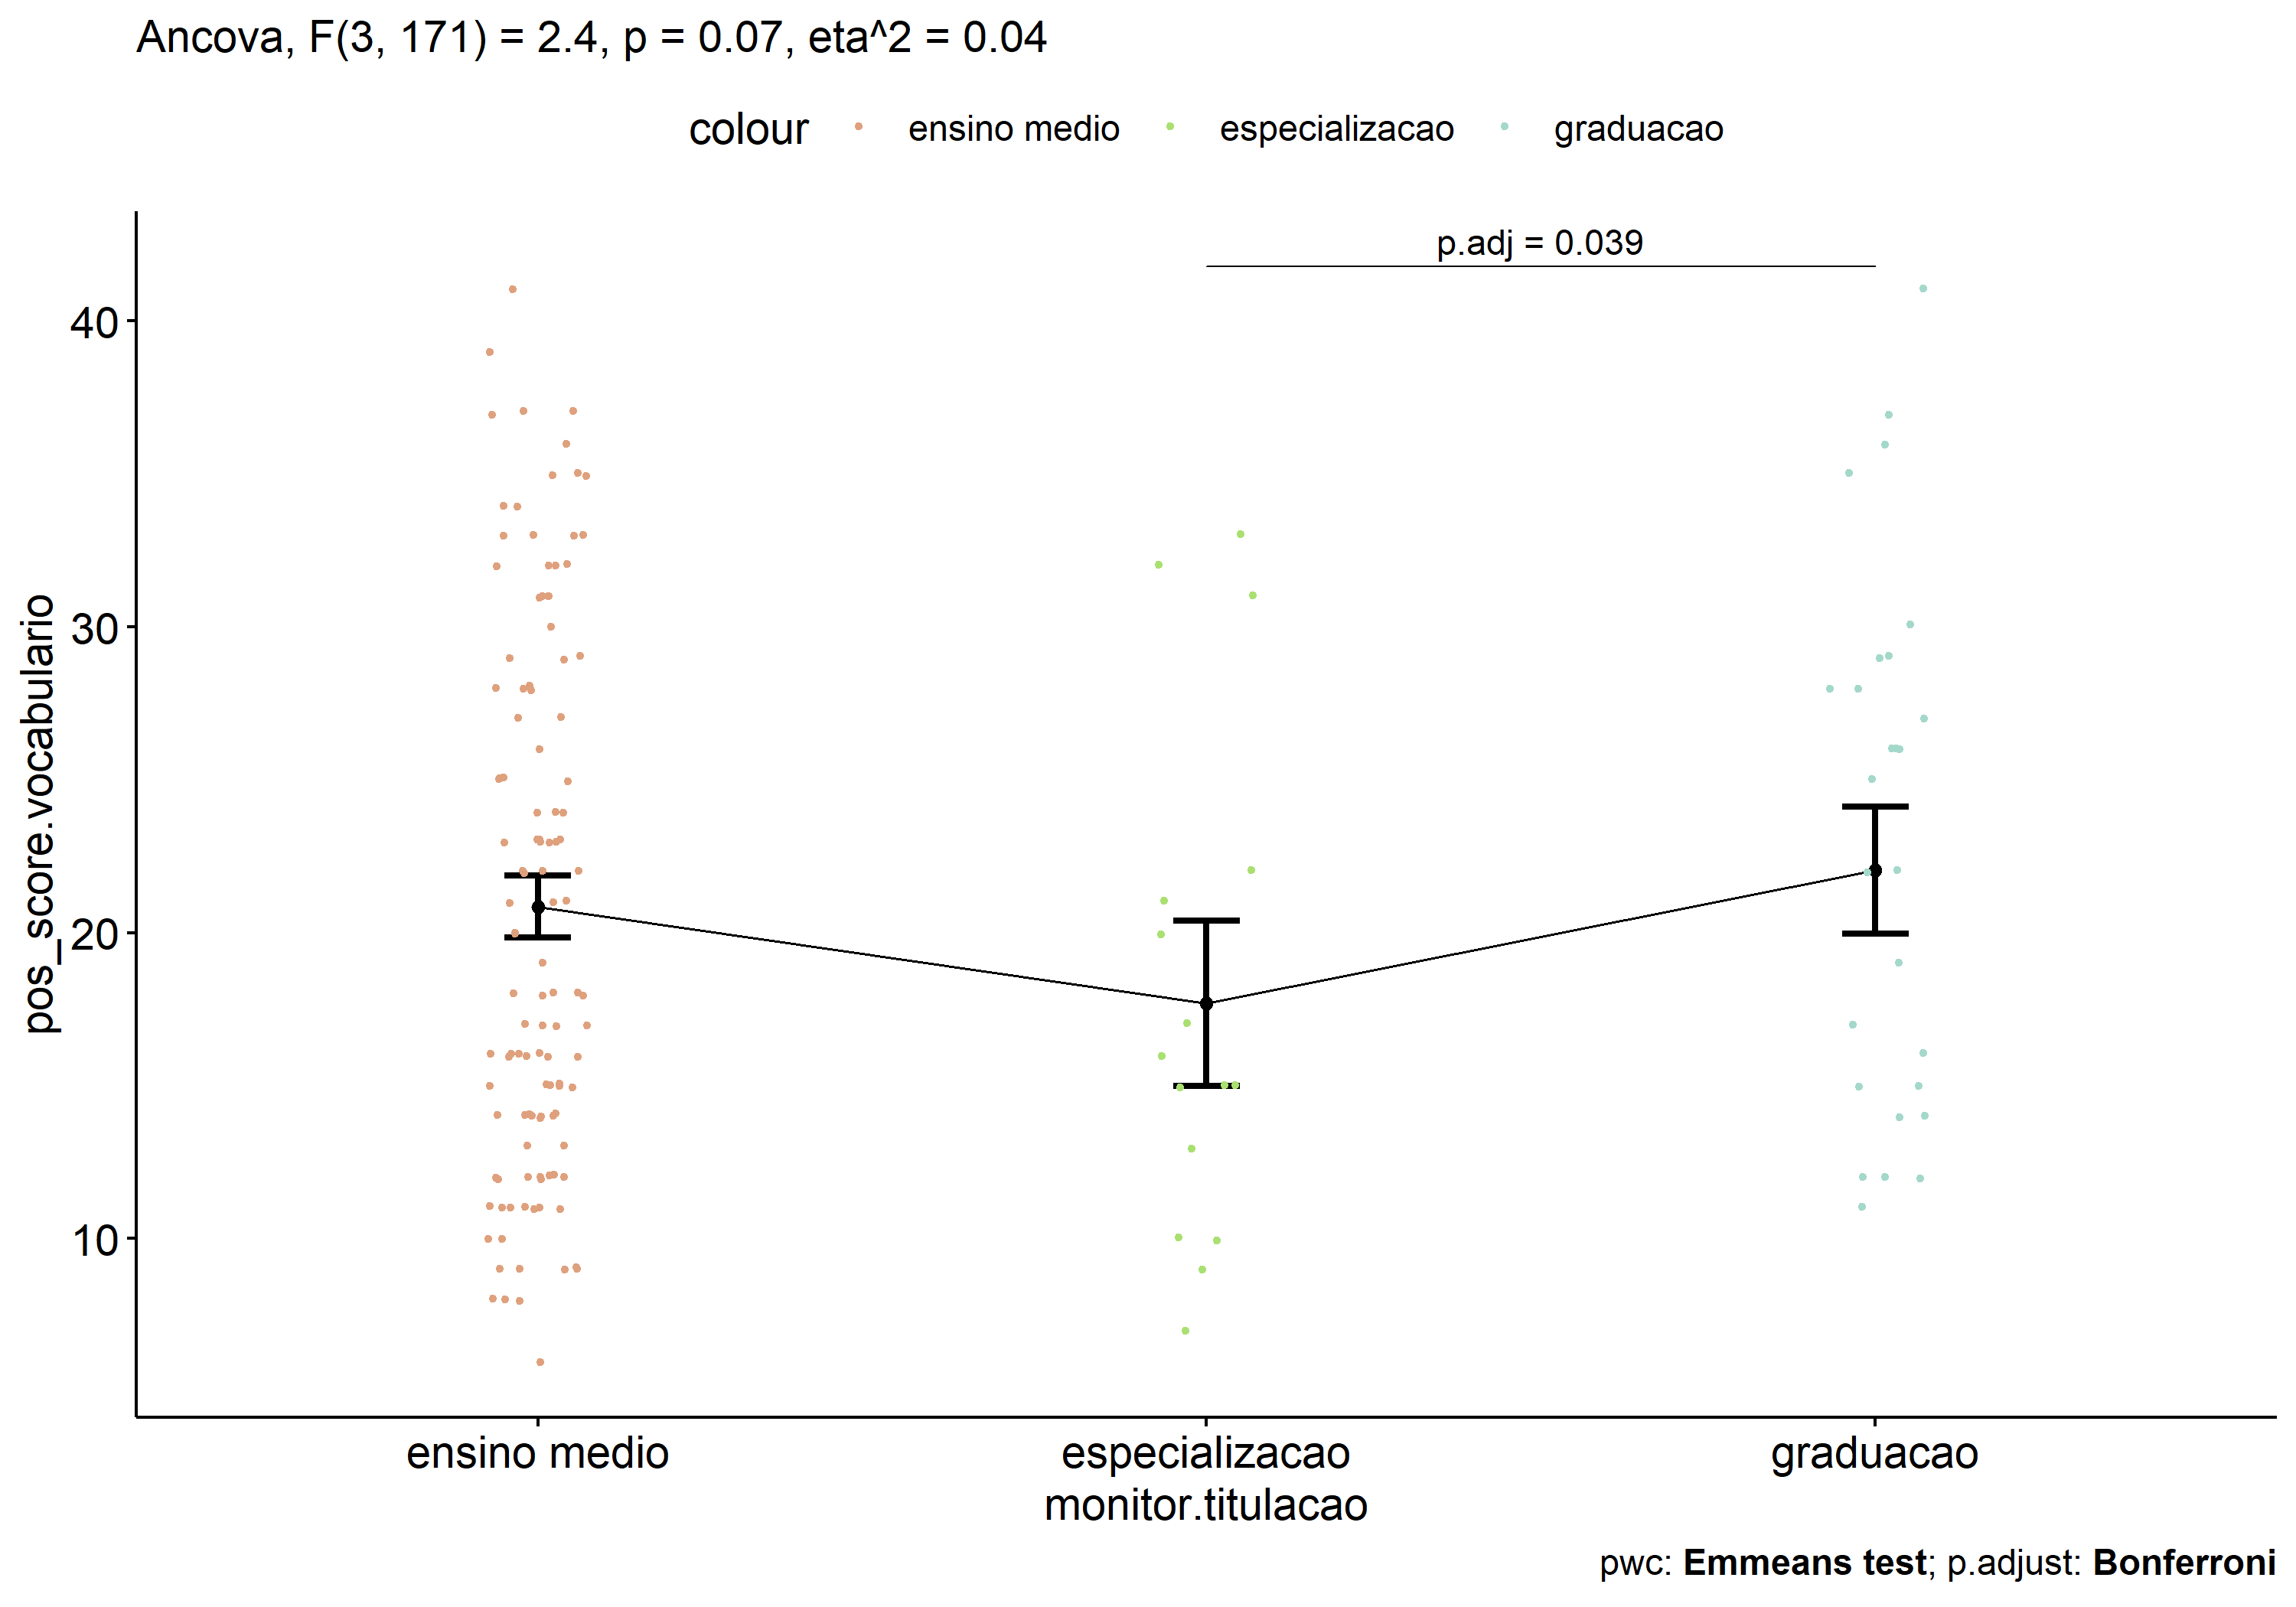 Ancova, F(3, 171) = 2.4, p = 0.07, eta^2 = 0.04
colour ensino medio especializacao graduacao
p.adj = 0.039
40
30
20
10
pos_score.vocabulario
ensino medio especializacao graduacao
monitor.titulacao
pwc: Emmeans test; p.adjust: Bonferroni